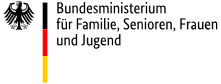 Bundesministerium
für Familie, Senioren, Frauen
und Jugend